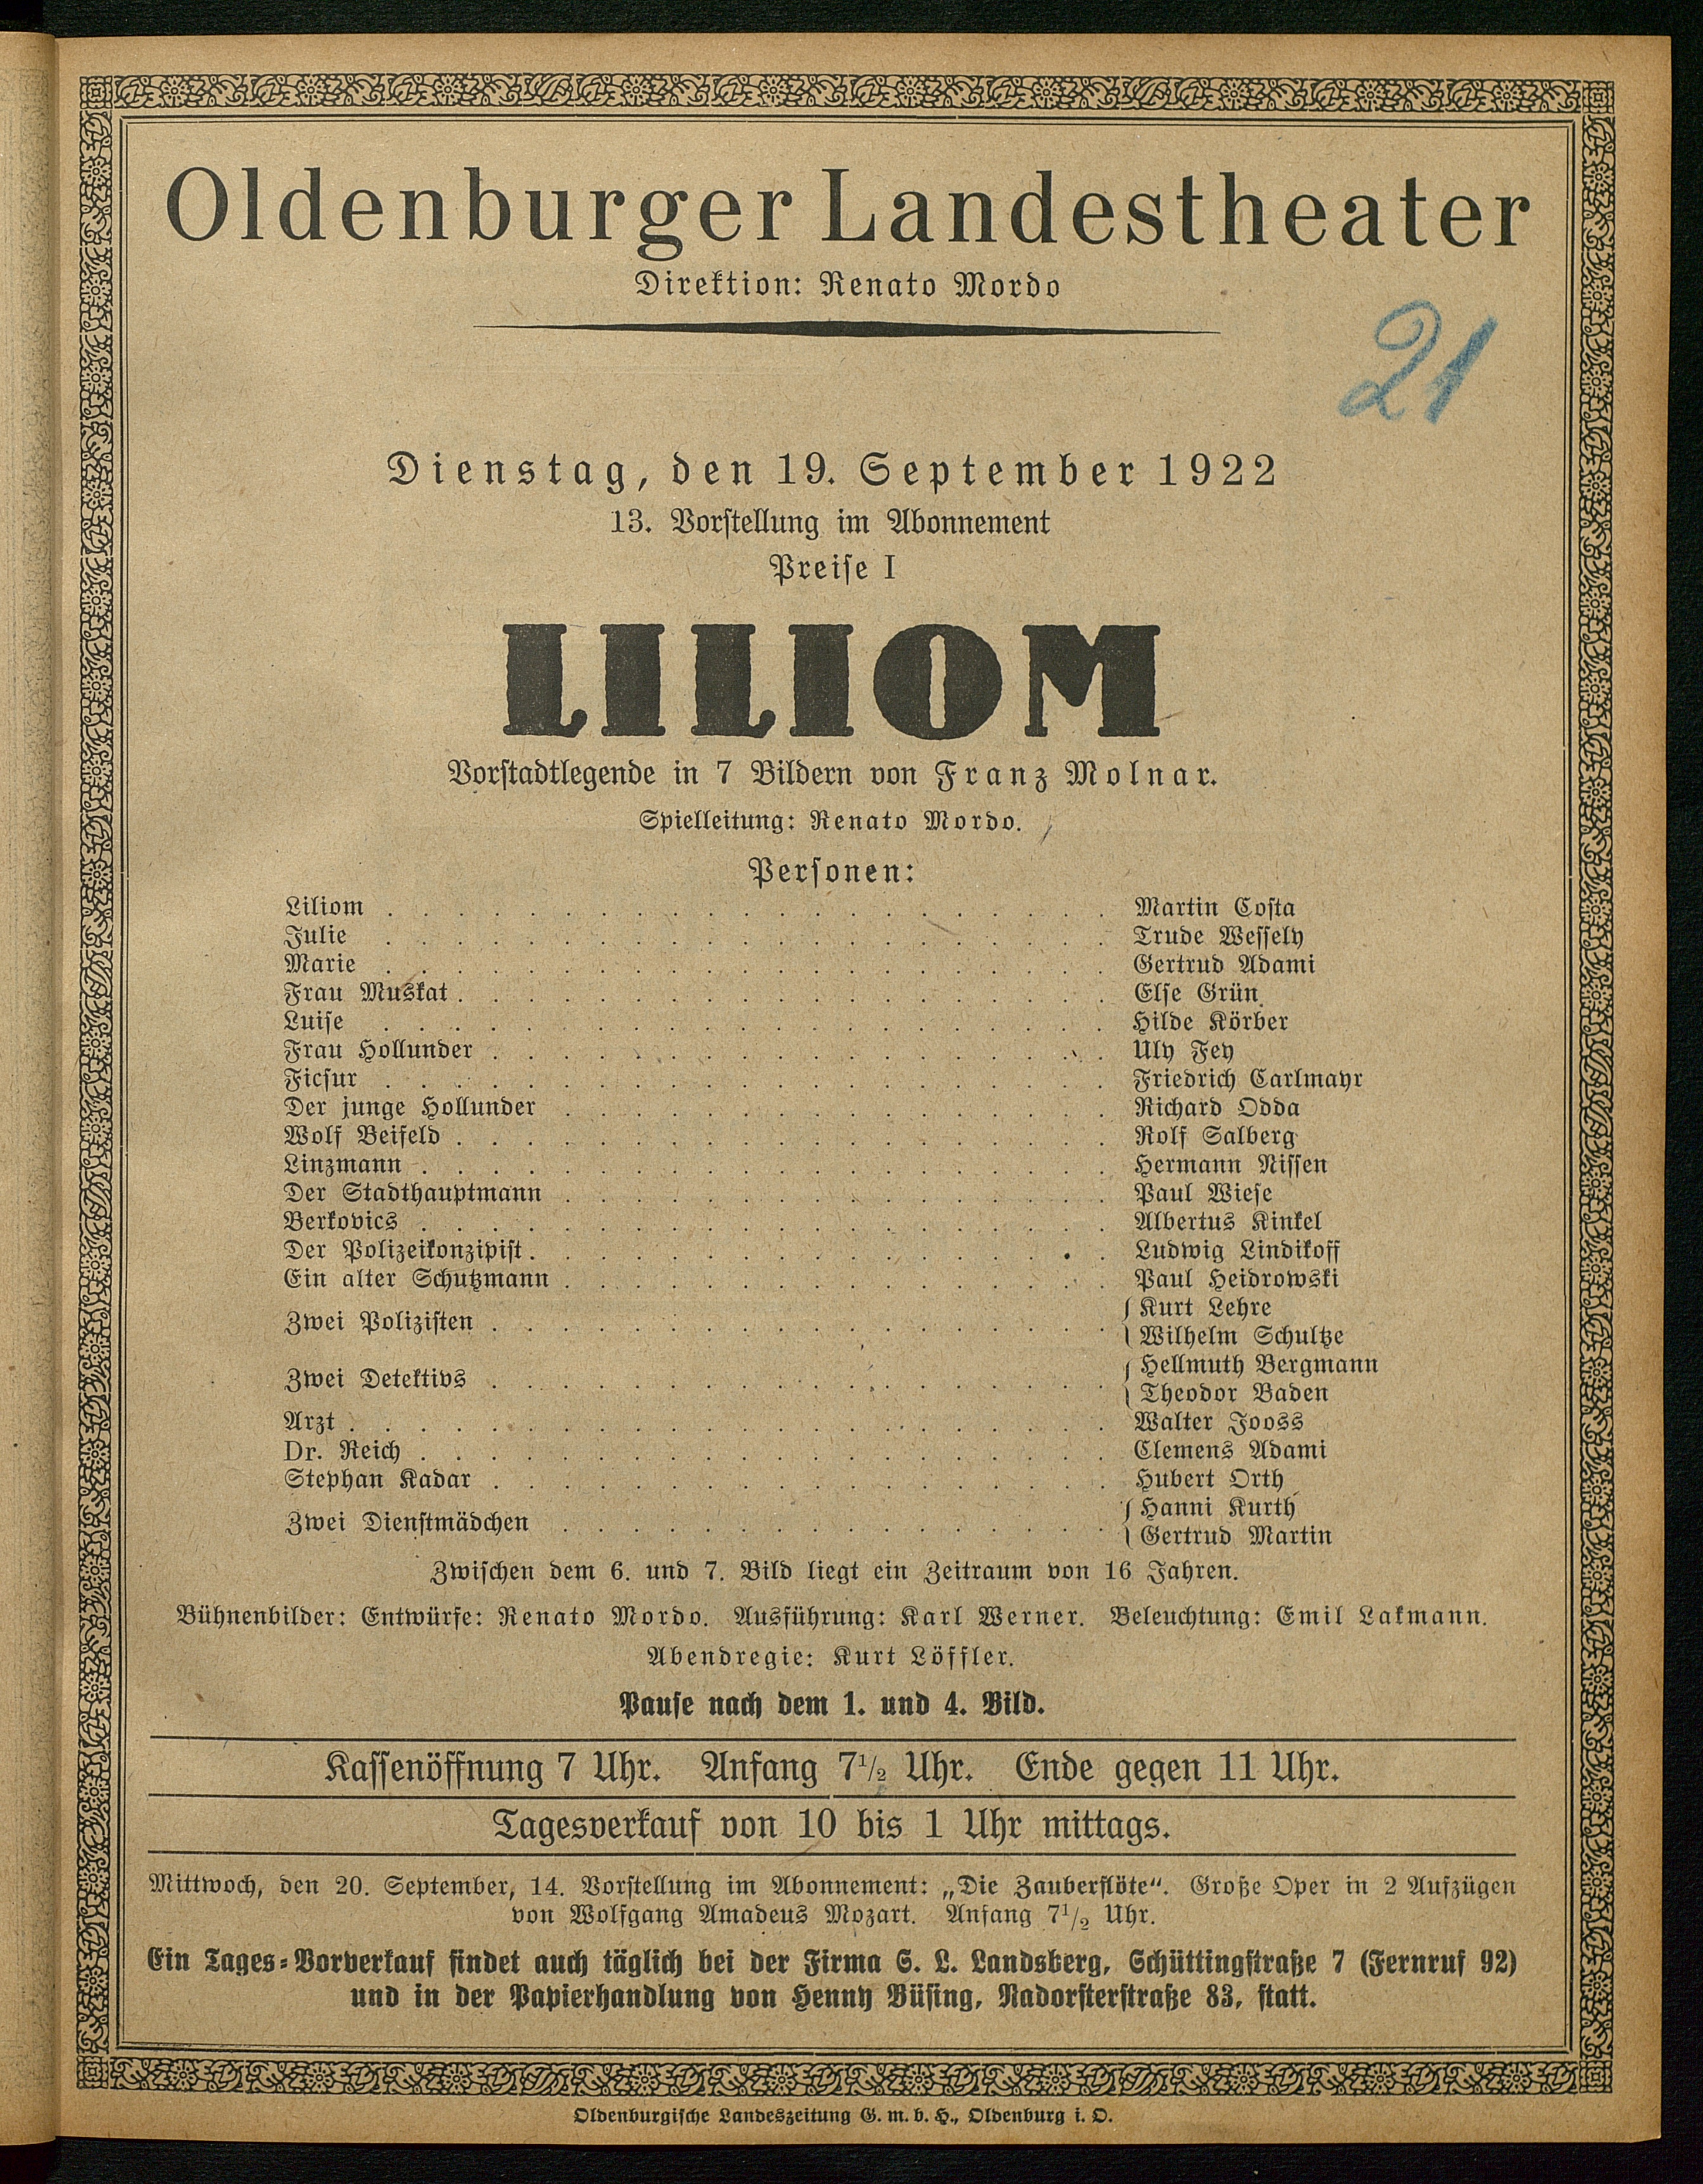 Oldenburger Landestheater
Direktion: Renato Mordo
21
Dienstag, den 19. September 1922
13. Vorstellung im Abonnement
Preise I
LILIOM
Vorstadtlegende in 7 Bildern von Franz Molnar.
Spielleitung: Renato Mordo.
Personen:
Liliom . . . . . Martin Costa
Julie . . . . . Trude Wessely
Marie . . . . . Gertrud Adami
Frau Muskat . . . . . Else Grün
Luise . . . . . Hilde Körber
Frau Hollunder . . . . . Uly Fey
Ficsur . . . . . Friedrich Carlmayr
Der junge Hollunder . . . . . Richard Odda
Wolf Beifeld . . . . . Rolf Salberg
Linzmann . . . . . Hermann Nissen
Der Stadthauptmann . . . . . Paul Wiese
Berkovics . . . . . Albertus Kinkel
Der Polizeikonzipist . . . . . Ludwig Lindikoff
Ein alter Schutzmann . . . . . Paul Heidrowski
Zwei Polizisten . . . . . { Kurt Lehre
{ Wilhelm Schultze
Zwei Detektivs . . . . . { Hellmuth Bergmann
{ Theodor Baden
Arzt . . . . . Walter Jooss
Dr. Reich . . . . . Clemens Adami
Stephan Kadar . . . . . Hubert Orth
Zwei Dienstmädchen . . . . . { Hanni Kurth
{ Gertrud Martin
Zwischen dem 6. und 7. Bild liegt ein Zeitraum von 16 Jahren.
Bühnenbilder: Entwürfe: Renato Mordo. Ausführung: Karl Werner. Beleuchtung: Emil Lakmann.
Abendregie: Kurt Löffler.
Pause nach dem 1. und 4. Bild.
Kassenöffnung 7 Uhr. Anfang 7½ Uhr. Ende gegen 11 Uhr.
Tagesverkauf von 10 bis 1 Uhr mittags.
Mittwoch, den 20. September, 14. Vorstellung im Abonnement: „Die Zauberflöte“. Große Oper in 2 Aufzügen
von Wolfgang Amadeus Mozart. Anfang 7½ Uhr.
Ein Tages-Vorverkauf findet auch täglich bei der Firma S. L. Landsberg, Schüttingstraße 7 (Fernruf 92)
und in der Papierhandlung von Henny Büsing, Nadorsterstraße 83, statt.
Oldenburgische Landeszeitung G. m. b. H., Oldenburg i. O.